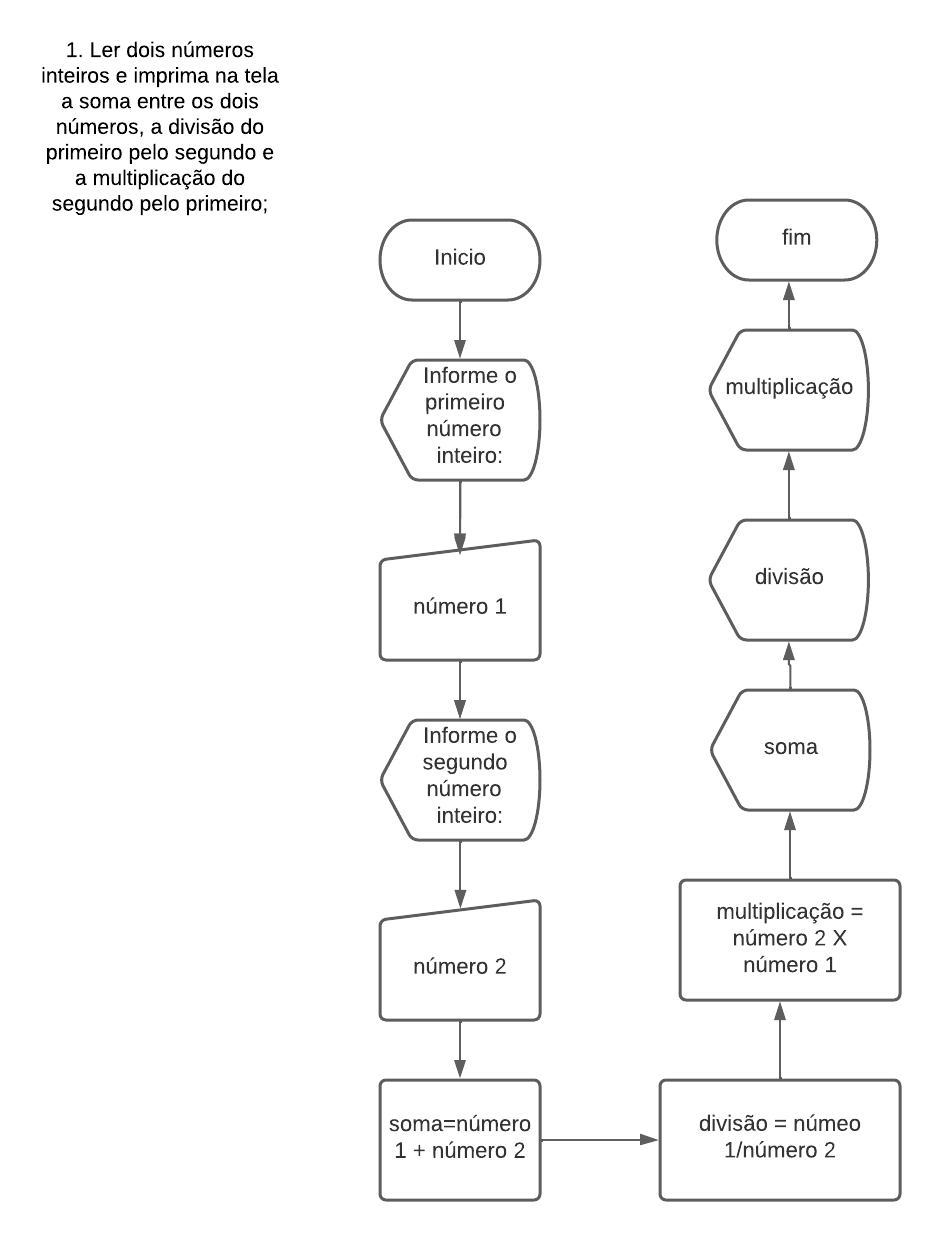 1. Ler dois números
inteiros e imprima na tela
a soma entre os dois
números, a divisão do
primeiro pelo segundo e
a multiplicação do
segundo pelo primeiro;
Inicio
Informe o
primeiro
número
inteiro:
número 1
Informe o
segundo
número
inteiro:
número 2
soma=número
1 + número 2
divisão = númeo
1/número 2
multiplicação =
número 2 X
número 1
soma
divisão
multiplicação
fim